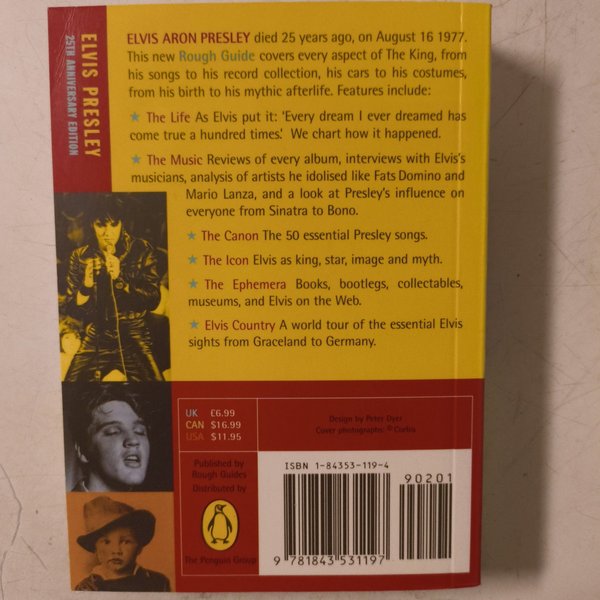 ELVIS PRESLEY
25TH ANNIVERSARY EDITION
ELVIS ARON PRESLEY died 25 years ago, on August 16 1977.
This new Rough Guide covers every aspect of The King, from
his songs to his record collection, his cars to his costumes,
from his birth to his mythic afterlife. Features include:
★ The Life As Elvis put it: 'Every dream I ever dreamed has
come true a hundred times.' We chart how it happened.
★ The Music Reviews of every album, interviews with Elvis's
musicians, analysis of artists he idolised like Fats Domino and
Mario Lanza, and a look at Presley's influence on
everyone from Sinatra to Bono.
★ The Canon The 50 essential Presley songs.
★ The Icon Elvis as king, star, image and myth.
★ The Ephemera Books, bootlegs, collectables,
museums, and Elvis on the Web.
★ Elvis Country A world tour of the essential Elvis
sights from Graceland to Germany.
UK £6.99
CAN $16.99
USA $11.95
Design by Peter Dyer
Cover photographs: © Corbis
Published by
Rough Guides
Distributed by
The Penguin Group
ISBN 1-84353-119-4
90201
9 781843 531197